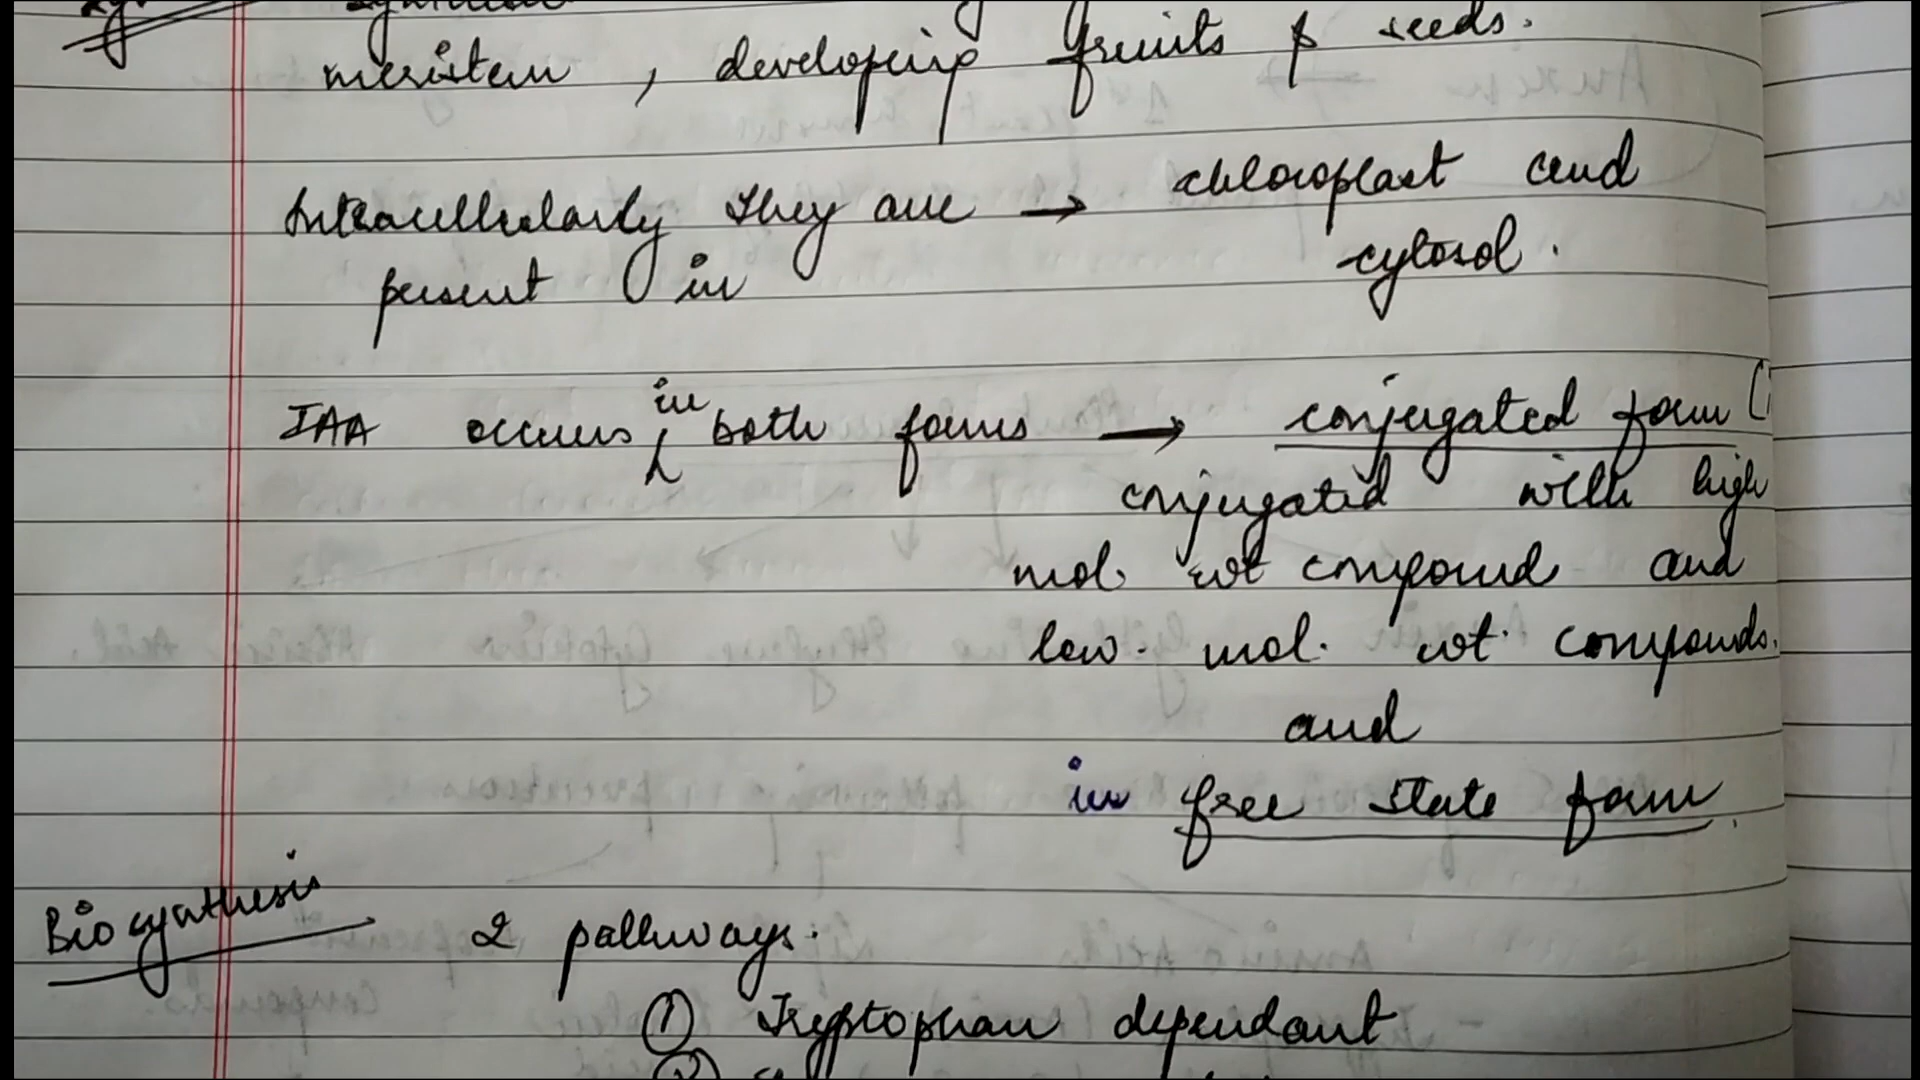 meristem, developing fruits & seeds.
Intracellularly they are → chloroplast and
present in cytosol.
IAA occurs in both forms → conjugated form (
conjugated with high
mol. wt compound and
low. mol. wt. compounds.
and
in free state form.
Biosynthesis
2 pathways.
① Tryptophan dependant
②